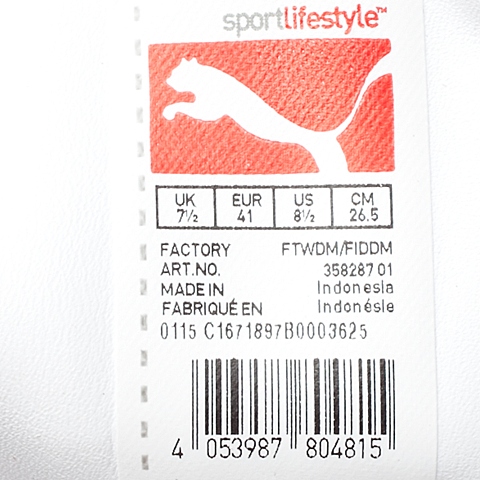 sportlifestyle™
UK EUR US CM
7½ 41 8½ 26.5
FACTORY FTWDM/FIDDM
ART.NO. 358287 01
MADE IN Indonesia
FABRIQUÉ EN Indonésie
0115 C1671897B0003625
4 053987 804815